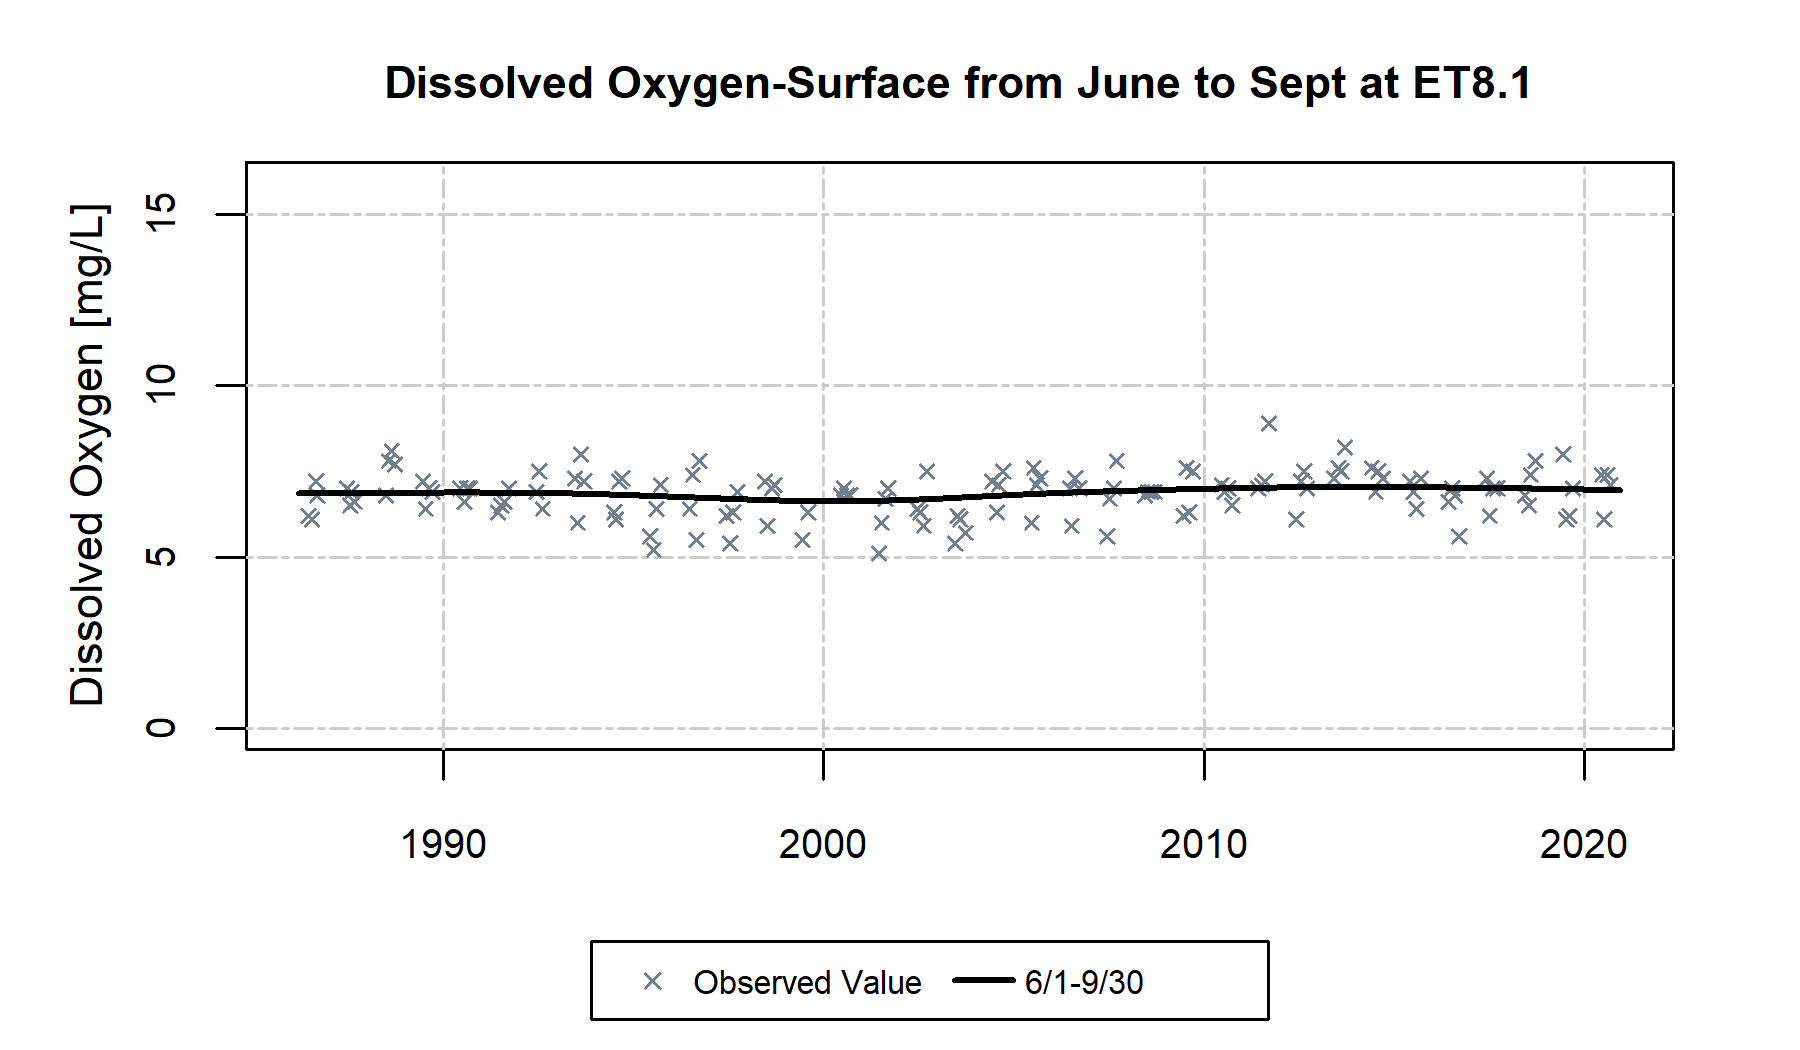 Dissolved Oxygen-Surface from June to Sept at ET8.1
Dissolved Oxygen [mg/L]
15
10
5
0
1990 2000 2010 2020
Observed Value 6/1-9/30